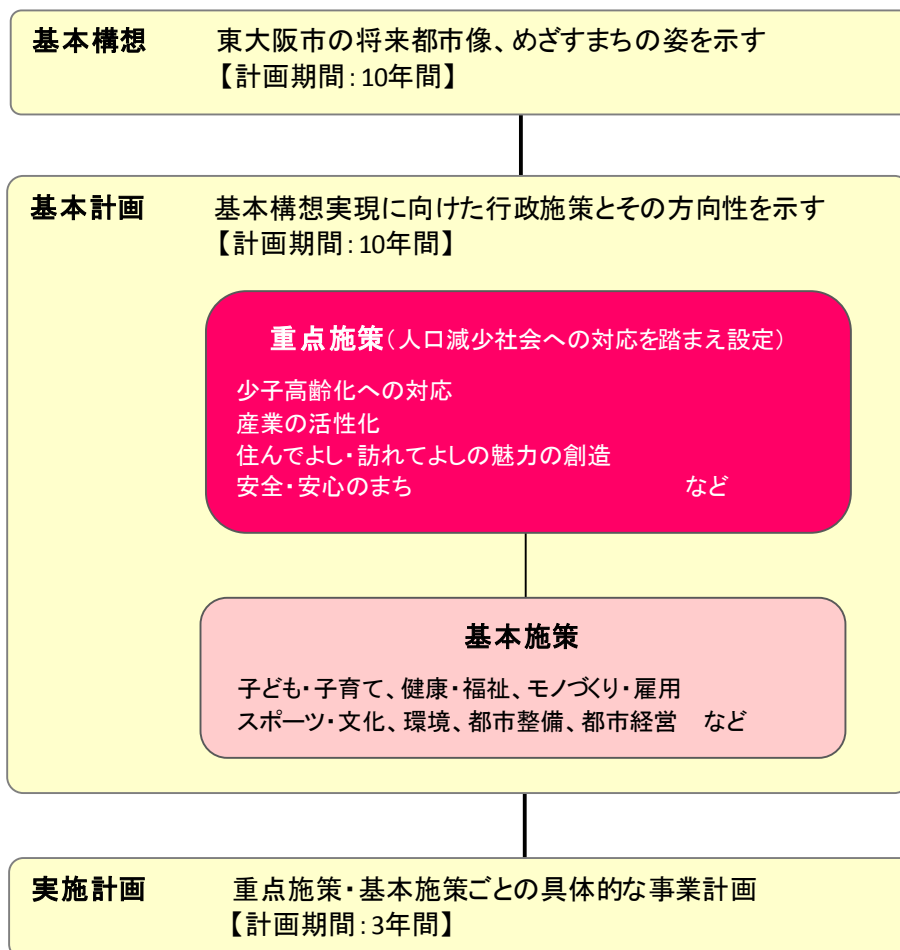 基本構想 東大阪市の将来都市像、めざすまちの姿を示す
【計画期間:10年間】
基本計画 基本構想実現に向けた行政施策とその方向性を示す
【計画期間:10年間】
重点施策(人口減少社会への対応を踏まえ設定)
少子高齢化への対応
産業の活性化
住んでよし・訪れてよしの魅力の創造
安全・安心のまち など
基本施策
子ども・子育て、健康・福祉、モノづくり・雇用
スポーツ・文化、環境、都市整備、都市経営 など
実施計画 重点施策・基本施策ごとの具体的な事業計画
【計画期間:3年間】